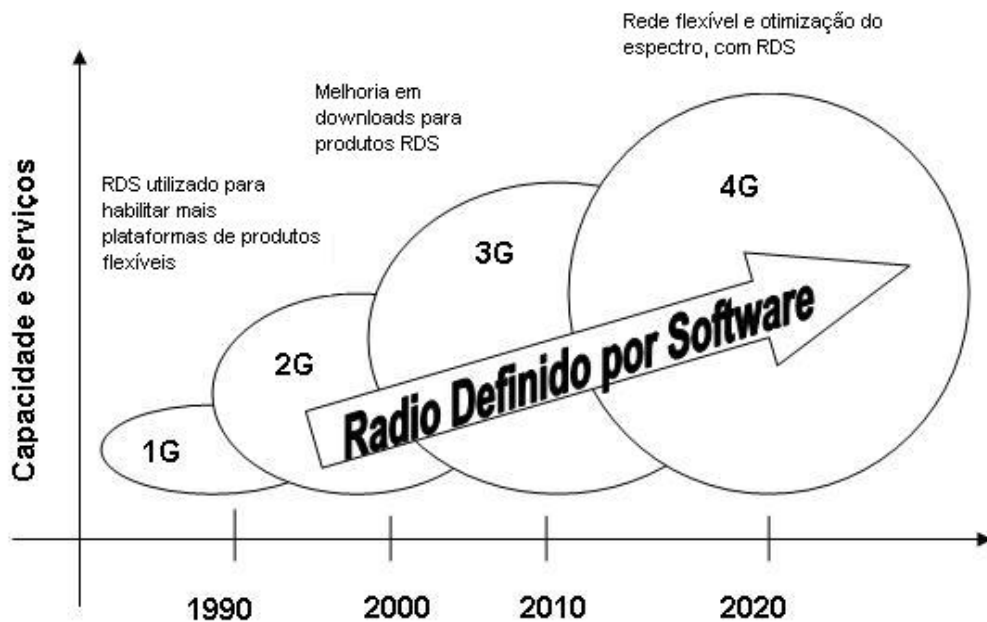 Rede flexível e otimização do
espectro, com RDS
Melhoria em
downloads para
produtos RDS
RDS utilizado para
habilitar mais
plataformas de produtos
flexíveis
Capacidade e Serviços
1G
2G
3G
4G
Radio Definido por Software
1990
2000
2010
2020